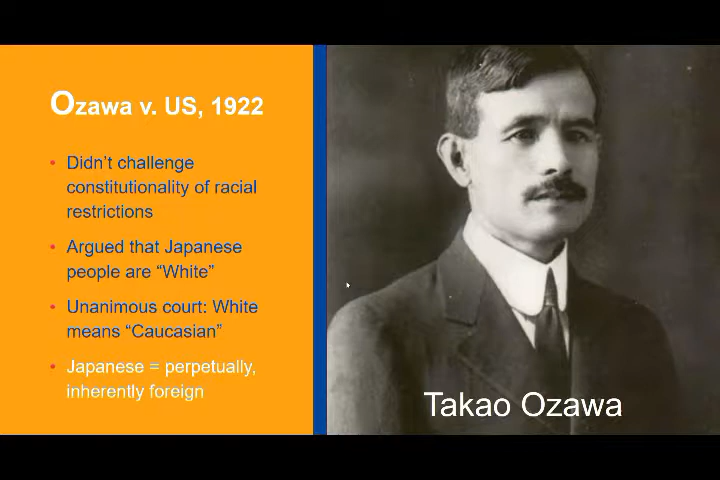 Ozawa v. US, 1922
• Didn’t challenge
constitutionality of racial
restrictions
• Argued that Japanese
people are “White”
• Unanimous court: White
means “Caucasian”
• Japanese = perpetually,
inherently foreign
Takao Ozawa